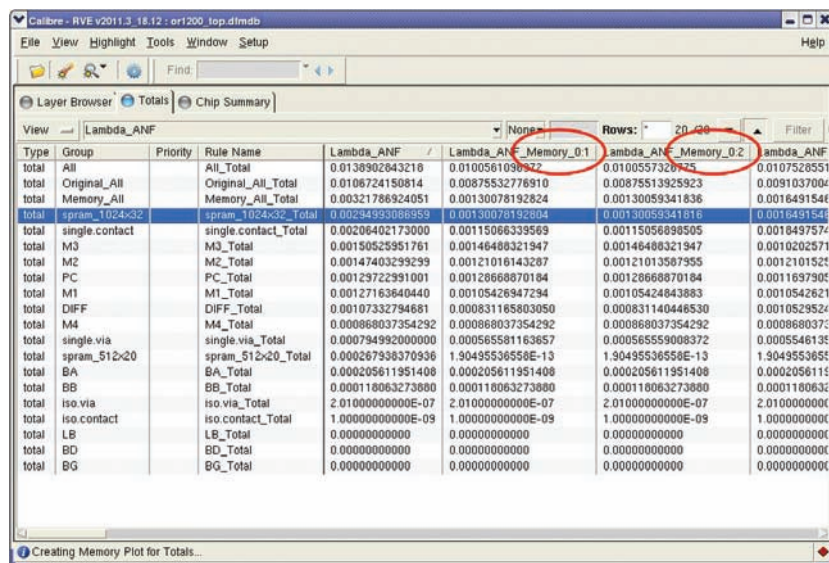 Calibre - RVE v2011.3_18.12 : or1200_top.dfmdb
File View Highlight Tools Window Setup Help
Find:
Layer Browser Totals Chip Summary
View Lambda_ANF None Rows: * 20 /20 Filter
Type Group Priority Rule Name Lambda_ANF / Lambda_ANF_Memory_0:1 Lambda_ANF_Memory_0:2 Lambda_ANF
total All All_Total 0.0138902843218 0.0100557328775 0.0107528551
total Original_All Original_All_Total 0.0106724150814 0.00875532776910 0.00875513925923 0.0091037004
total Memory_All Memory_All_Total 0.00321786924051 0.00130078192824 0.00130059341836 0.0016491546
total spram_1024x32 spram_1024x32_Total 0.00294993086959 0.00130078192804 0.00130059341816 0.0016491546
total single.contact single.contact_Total 0.00206402173000 0.00115066339569 0.00115056898505 0.0018497574
total M3 M3_Total 0.00150525951761 0.00146488321947 0.00146488321947 0.0010202571
total M2 M2_Total 0.00147403299299 0.00121016143287 0.00121013587955 0.0012101525
total PC PC_Total 0.00129722991001 0.00128668870184 0.00128668870184 0.0011697905
total M1 M1_Total 0.00127163640440 0.00105426947294 0.00105424843883 0.0010542621
total DIFF DIFF_Total 0.00107332794681 0.000831165803050 0.000831140446530 0.0010529524
total M4 M4_Total 0.000868037354292 0.000868037354292 0.000868037354292 0.0008680373
total single.via single.via_Total 0.000794992000000 0.000565581163657 0.000565559008372 0.0005546135
total spram_512x20 spram_512x20_Total 0.000267938370936 1.90495536558E-13 1.90495536558E-13 1.9049553655
total BA BA_Total 0.000205611951408 0.000205611951408 0.000205611951408 0.0002056119
total BB BB_Total 0.000118063273880 0.000118063273880 0.000118063273880 0.0001180632
total iso.via iso.via_Total 2.01000000000E-07 2.01000000000E-07 2.01000000000E-07 2.0100000000
total iso.contact iso.contact_Total 1.00000000000E-09 1.00000000000E-09 1.00000000000E-09 1.0000000000
total LB LB_Total 0.00000000000 0.00000000000 0.00000000000 0.0000000000
total BD BD_Total 0.00000000000 0.00000000000 0.00000000000 0.0000000000
total BG BG_Total 0.00000000000 0.00000000000 0.00000000000 0.0000000000
Creating Memory Plot for Totals...